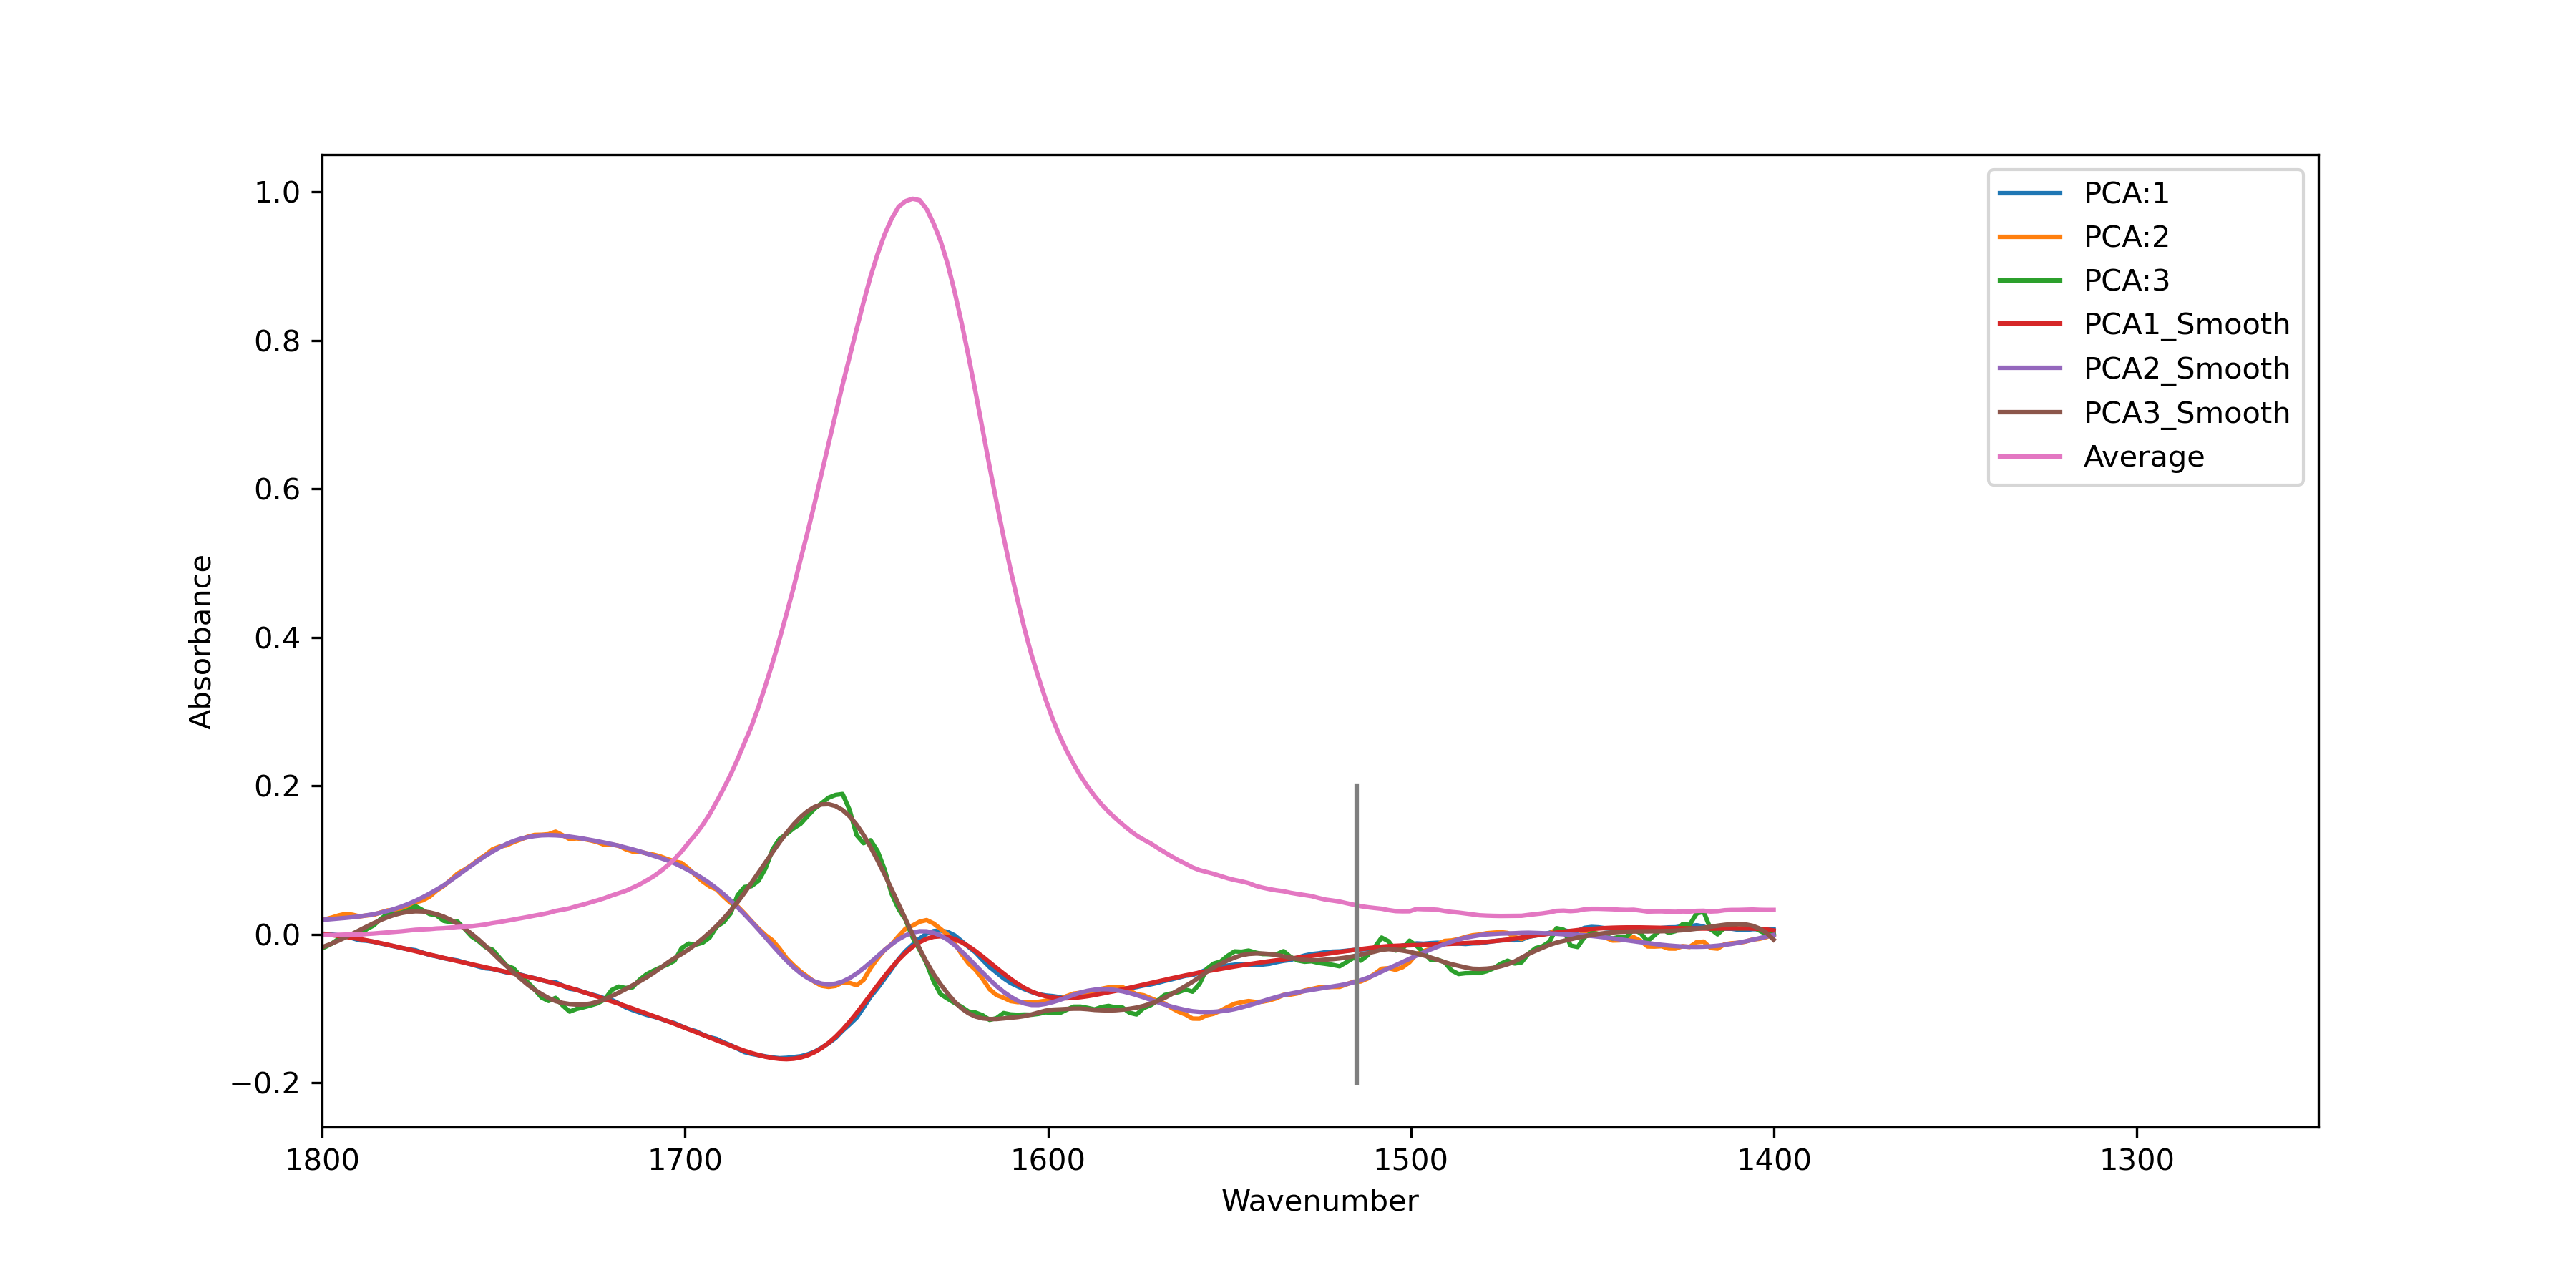 1.0
0.8
0.6
0.4
0.2
0.0
−0.2
Absorbance
1800
1700
1600
1500
1400
1300
Wavenumber
PCA:1
PCA:2
PCA:3
PCA1_Smooth
PCA2_Smooth
PCA3_Smooth
Average